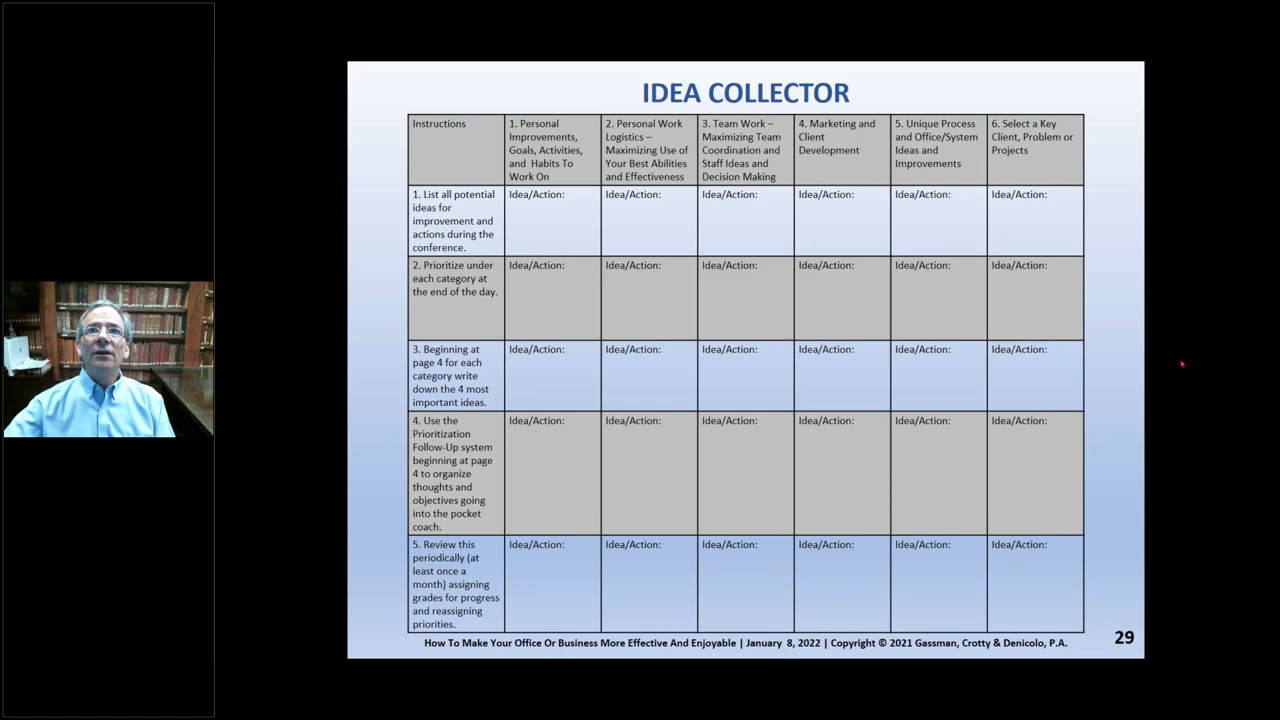 IDEA COLLECTOR
Instructions
1. Personal
Improvements,
Goals, Activities,
and Habits To
Work On
2. Personal Work
Logistics –
Maximizing Use of
Your Best Abilities
and Effectiveness
3. Team Work –
Maximizing Team
Coordination and
Staff Ideas and
Decision Making
4. Marketing and
Client
Development
5. Unique Process
and Office/System
Ideas and
Improvements
6. Select a Key
Client, Problem or
Projects
1. List all potential
ideas for
improvement and
actions during the
conference.
Idea/Action:
Idea/Action:
Idea/Action:
Idea/Action:
Idea/Action:
Idea/Action:
2. Prioritize under
each category at
the end of the day.
Idea/Action:
Idea/Action:
Idea/Action:
Idea/Action:
Idea/Action:
Idea/Action:
3. Beginning at
page 4 for each
category write
down the 4 most
important ideas.
Idea/Action:
Idea/Action:
Idea/Action:
Idea/Action:
Idea/Action:
Idea/Action:
4. Use the
Prioritization
Follow-Up system
beginning at page
4 to organize
thoughts and
objectives going
into the pocket
coach.
Idea/Action:
Idea/Action:
Idea/Action:
Idea/Action:
Idea/Action:
Idea/Action:
5. Review this
periodically (at
least once a
month) assigning
grades for progress
and reassigning
priorities.
Idea/Action:
Idea/Action:
Idea/Action:
Idea/Action:
Idea/Action:
Idea/Action:
How To Make Your Office Or Business More Effective And Enjoyable | January 8, 2022 | Copyright © 2021 Gassman, Crotty & Denicolo, P.A.
29